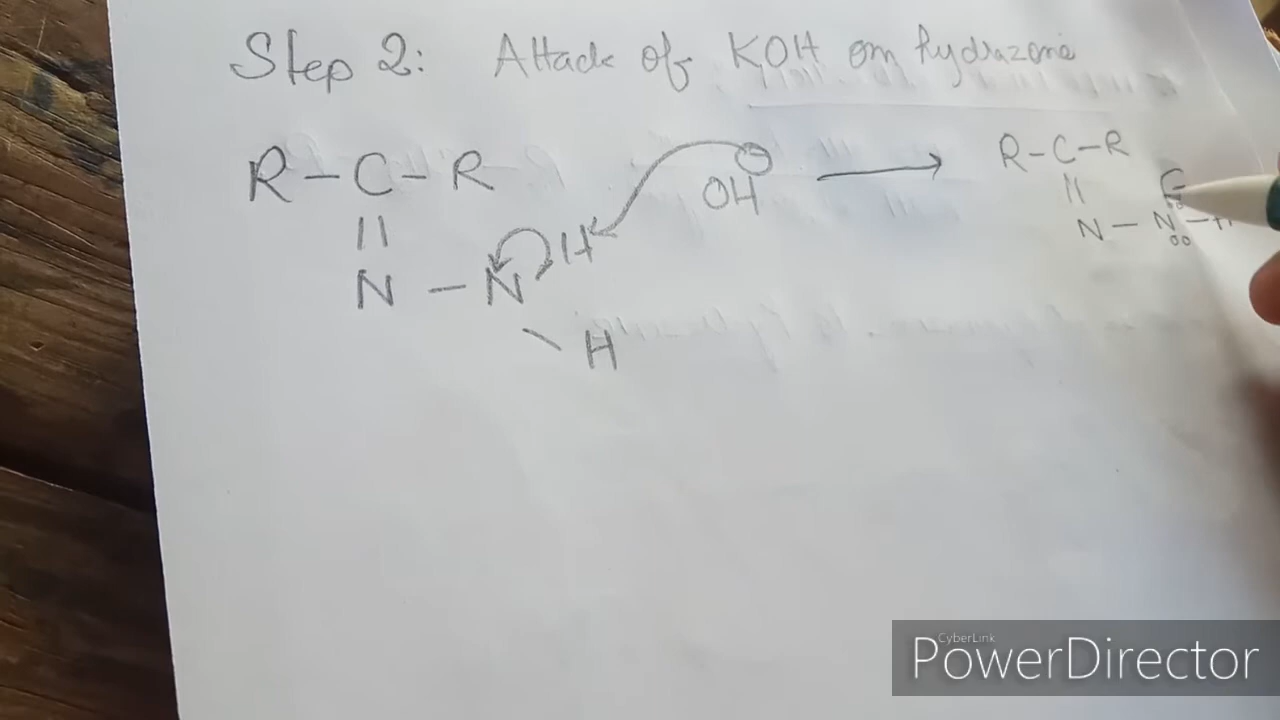 Step 2: Attack of KOH on hydrazone
R-C-R ⊖ → R-C-R
|| OH ||
N-N H N-N-H
H
CyberLink
PowerDirector